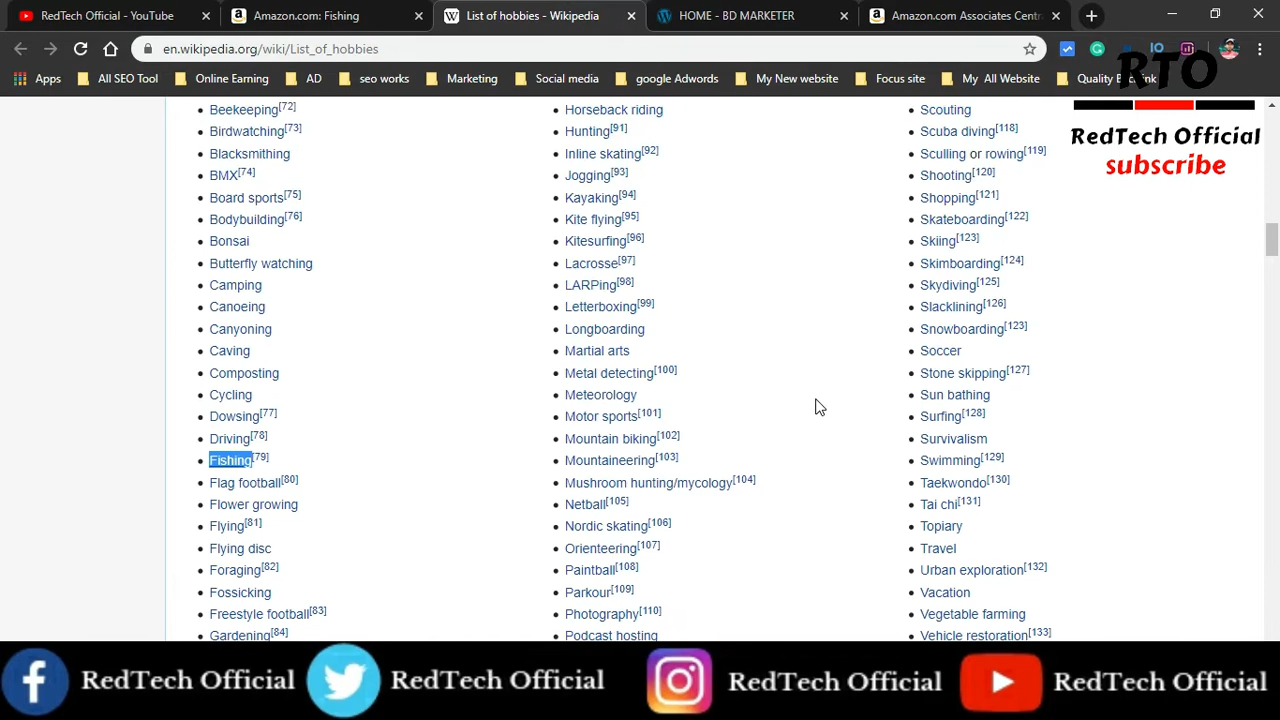 RedTech Official - YouTube
Amazon.com: Fishing
List of hobbies - Wikipedia
HOME - BD MARKETER
Amazon.com Associates Centr
en.wikipedia.org/wiki/List_of_hobbies
Apps
All SEO Tool
Online Earning
AD
seo works
Marketing
Social media
google Adwords
My New website
Focus site
My All Website
Quality Backlink
RTO
RedTech Official
subscribe
Beekeeping[72]
Birdwatching[73]
Blacksmithing
BMX[74]
Board sports[75]
Bodybuilding[76]
Bonsai
Butterfly watching
Camping
Canoeing
Canyoning
Caving
Composting
Cycling
Dowsing[77]
Driving[78]
Fishing[79]
Flag football[80]
Flower growing
Flying[81]
Flying disc
Foraging[82]
Fossicking
Freestyle football[83]
Gardening[84]
Horseback riding
Hunting[91]
Inline skating[92]
Jogging[93]
Kayaking[94]
Kite flying[95]
Kitesurfing[96]
Lacrosse[97]
LARPing[98]
Letterboxing[99]
Longboarding
Martial arts
Metal detecting[100]
Meteorology
Motor sports[101]
Mountain biking[102]
Mountaineering[103]
Mushroom hunting/mycology[104]
Netball[105]
Nordic skating[106]
Orienteering[107]
Paintball[108]
Parkour[109]
Photography[110]
Podcast hosting
Scouting
Scuba diving[118]
Sculling or rowing[119]
Shooting[120]
Shopping[121]
Skateboarding[122]
Skiing[123]
Skimboarding[124]
Skydiving[125]
Slacklining[126]
Snowboarding[123]
Soccer
Stone skipping[127]
Sun bathing
Surfing[128]
Survivalism
Swimming[129]
Taekwondo[130]
Tai chi[131]
Topiary
Travel
Urban exploration[132]
Vacation
Vegetable farming
Vehicle restoration[133]
RedTech Official
RedTech Official
RedTech Official
RedTech Official